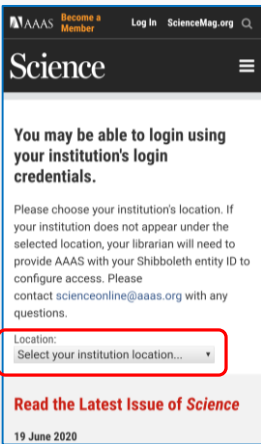 AAAS Become a Member Log In ScienceMag.org
Science
You may be able to login using
your institution's login
credentials.
Please choose your institution's location. If
your institution does not appear under the
selected location, your librarian will need to
provide AAAS with your Shibboleth entity ID to
configure access. Please
contact scienceonline@aaas.org with any
questions.
Location:
Select your institution location...
Read the Latest Issue of Science
19 June 2020